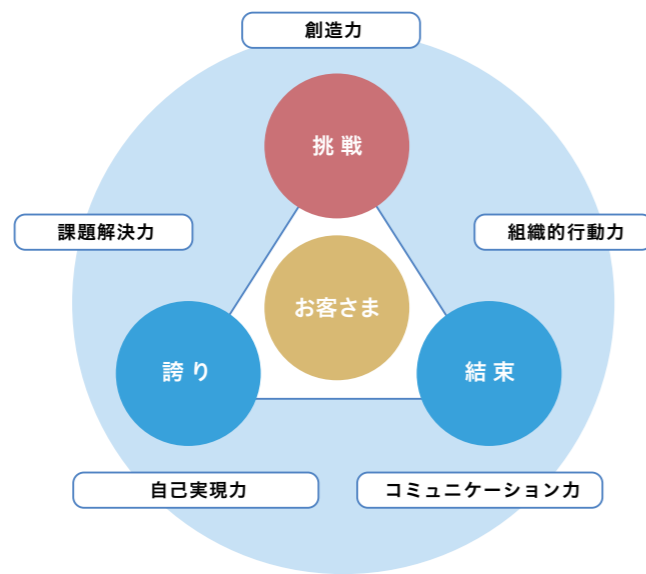 創造力
挑戦
課題解決力
組織的行動力
お客さま
誇り
結束
自己実現力
コミュニケーション力